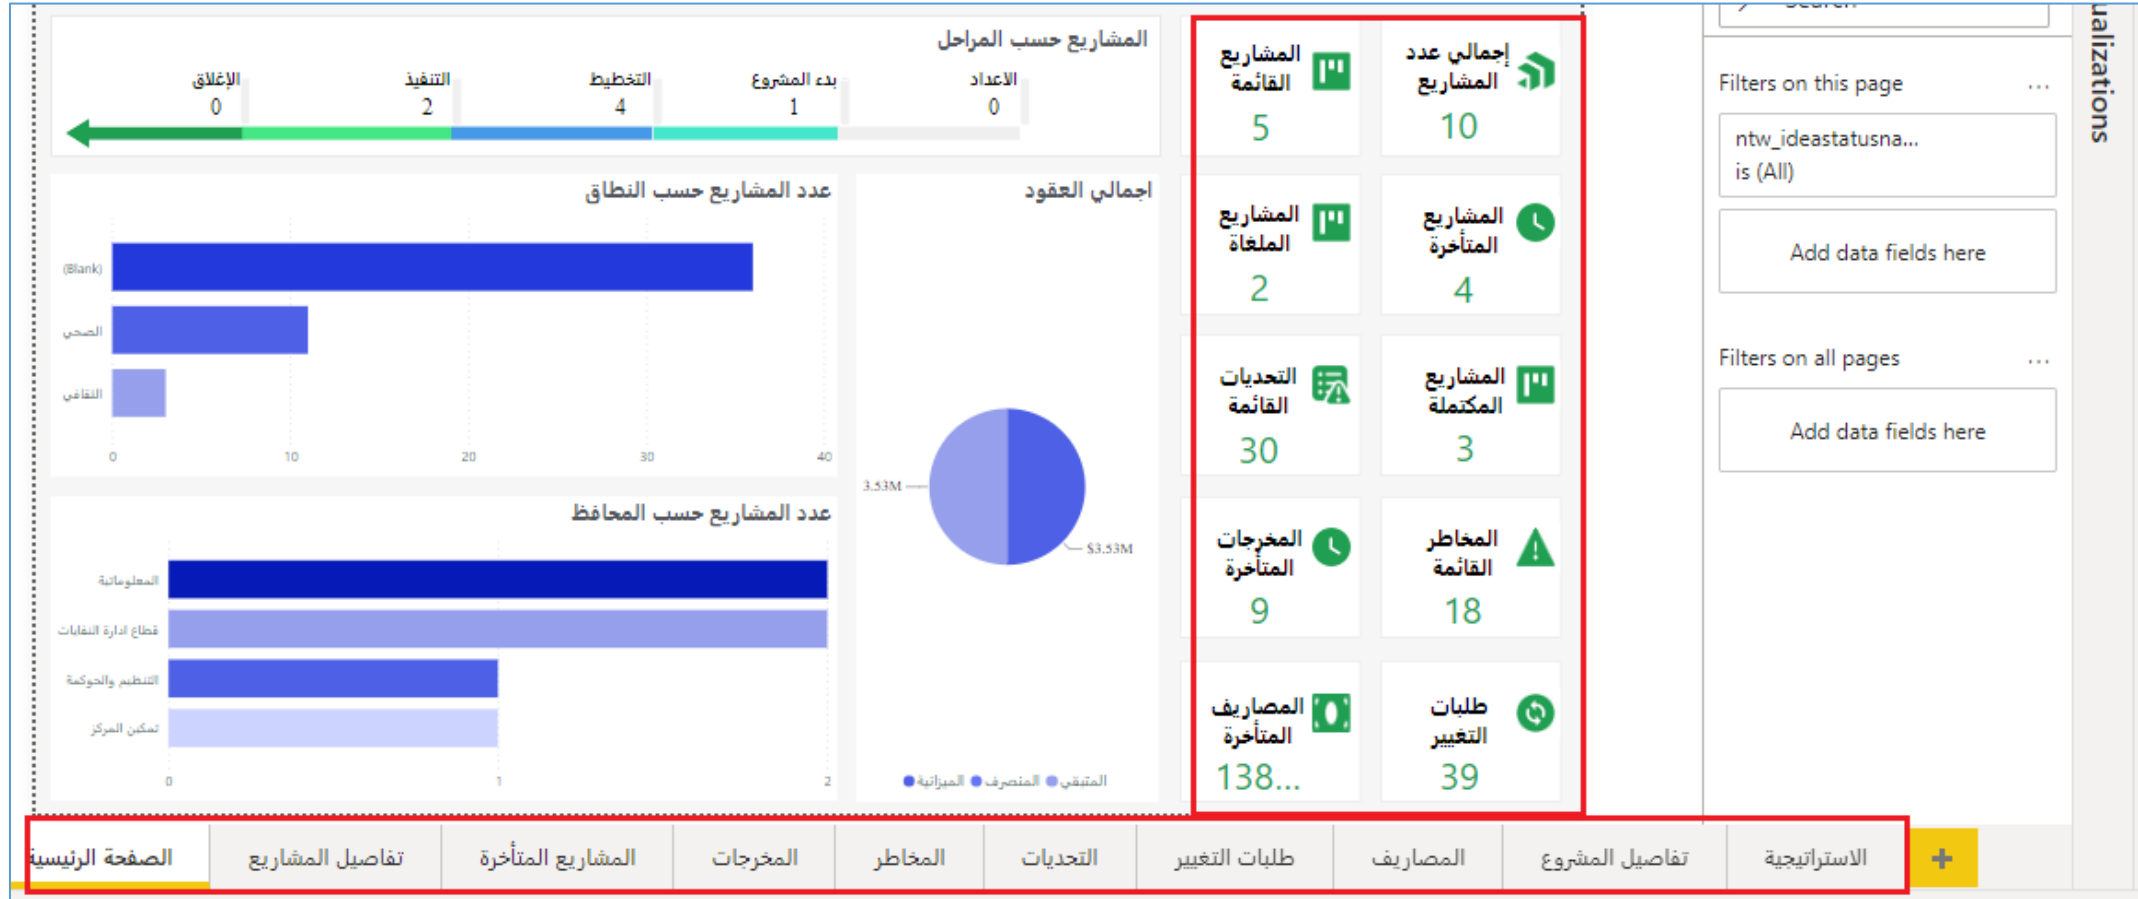 المشاريع حسب المراحل
الاعداد
0
بدء المشروع
1
التخطيط
4
التنفيذ
2
الإغلاق
0
إجمالي عدد
المشاريع
10
المشاريع
القائمة
5
المشاريع
المتأخرة
4
المشاريع
الملغاة
2
المشاريع
المكتملة
3
التحديات
القائمة
30
المخاطر
القائمة
18
المخرجات
المتأخرة
9
طلبات
التغيير
39
المصاريف
المتأخرة
138...
اجمالي العقود
3.53M
$3.53M
الميزانية
المنصرف
المتبقي
عدد المشاريع حسب النطاق
(Blank)
الصحي
الثقافي
0 10 20 30 40
عدد المشاريع حسب المحافظ
المعلوماتية
قطاع ادارة النفايات
التنظيم والحوكمة
تمكين المركز
0 1 2
Filters on this page
...
ntw_ideastatusna...
is (All)
Add data fields here
Filters on all pages
...
Add data fields here
ualizations
الصفحة الرئيسية
تفاصيل المشاريع
المشاريع المتأخرة
المخرجات
المخاطر
التحديات
طلبات التغيير
المصاريف
تفاصيل المشروع
الاستراتيجية
+